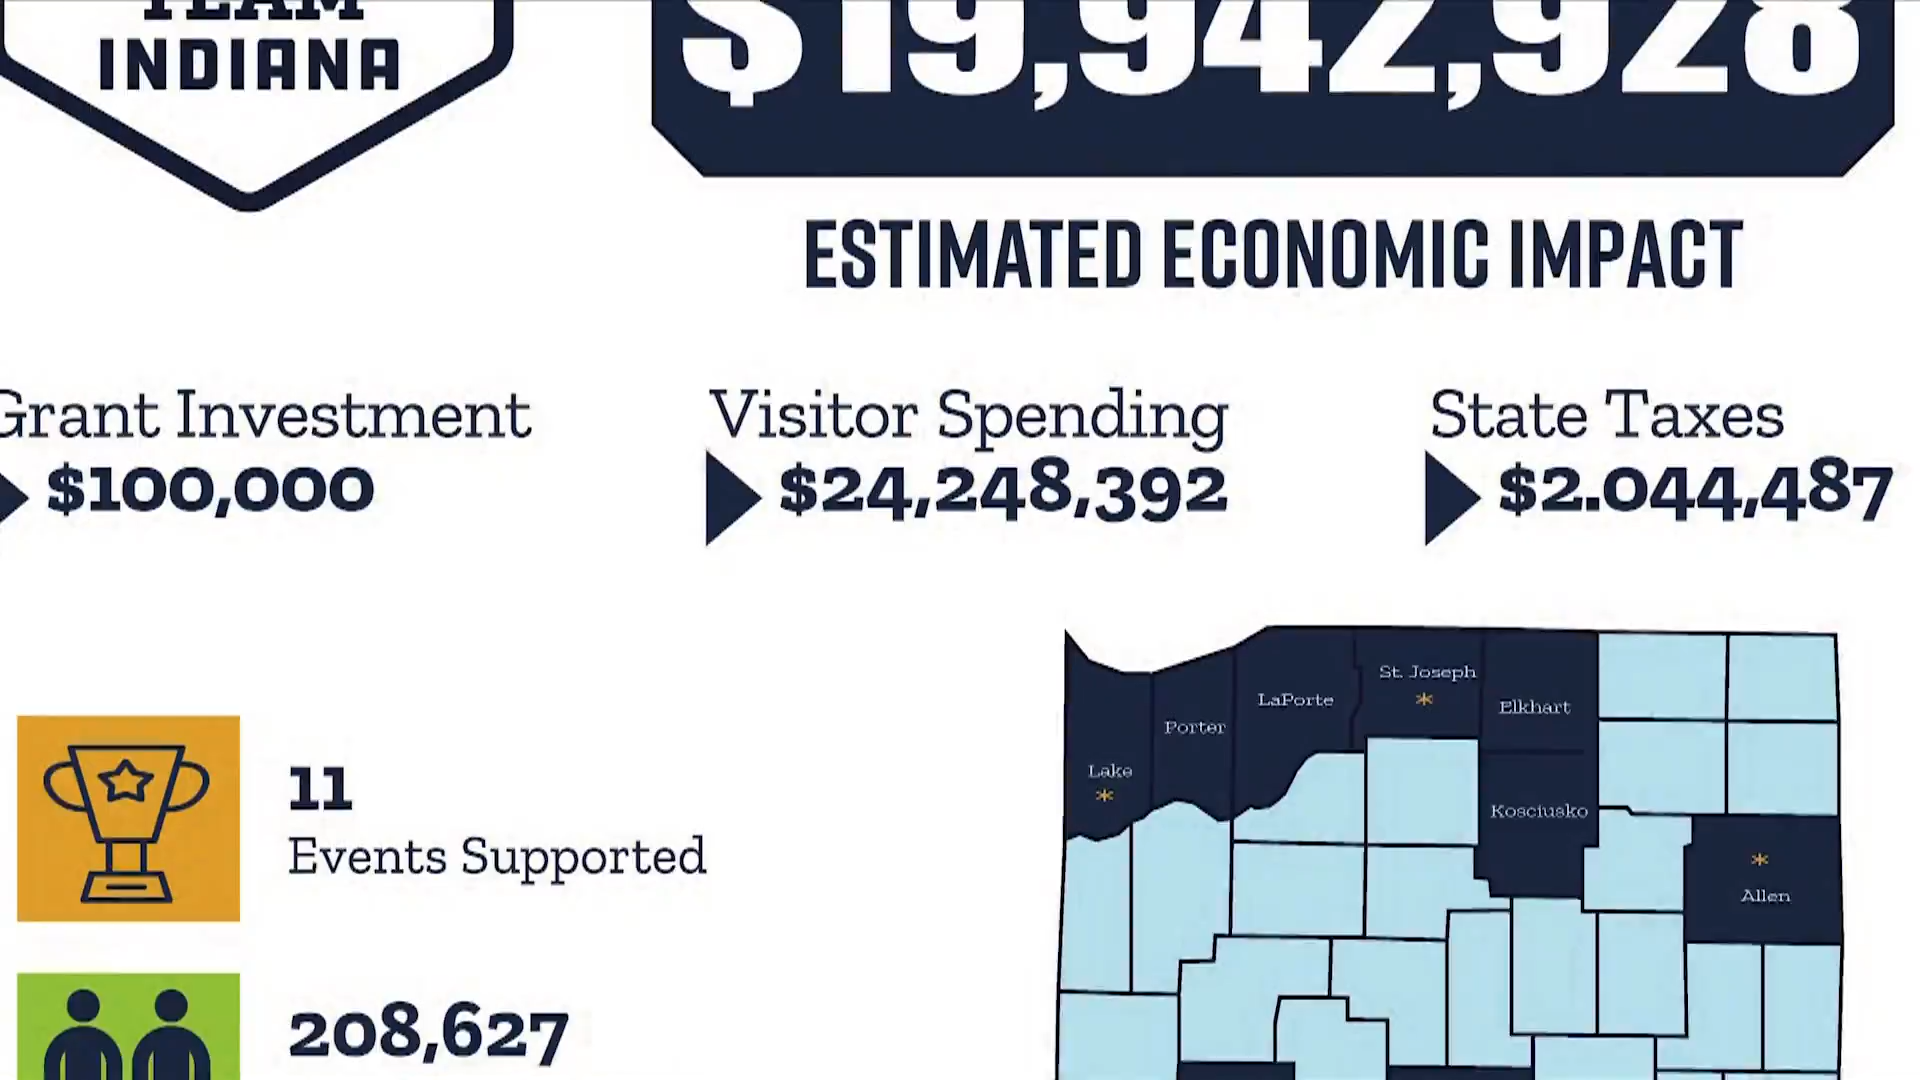 TEAM
INDIANA
$19,942,928
ESTIMATED ECONOMIC IMPACT
Grant Investment
$100,000
Visitor Spending
$24,248,392
State Taxes
$2.044,487
11
Events Supported
208,627
Lake
Porter
LaPorte
St. Joseph
Elkhart
Kosciusko
Allen